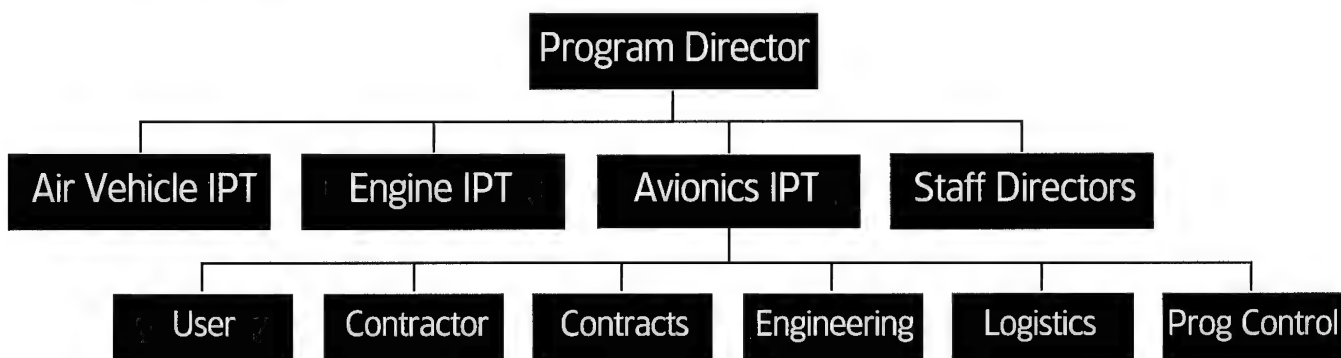 Program Director
Air Vehicle IPT
Engine IPT
Avionics IPT
Staff Directors
User
Contractor
Contracts
Engineering
Logistics
Prog Control